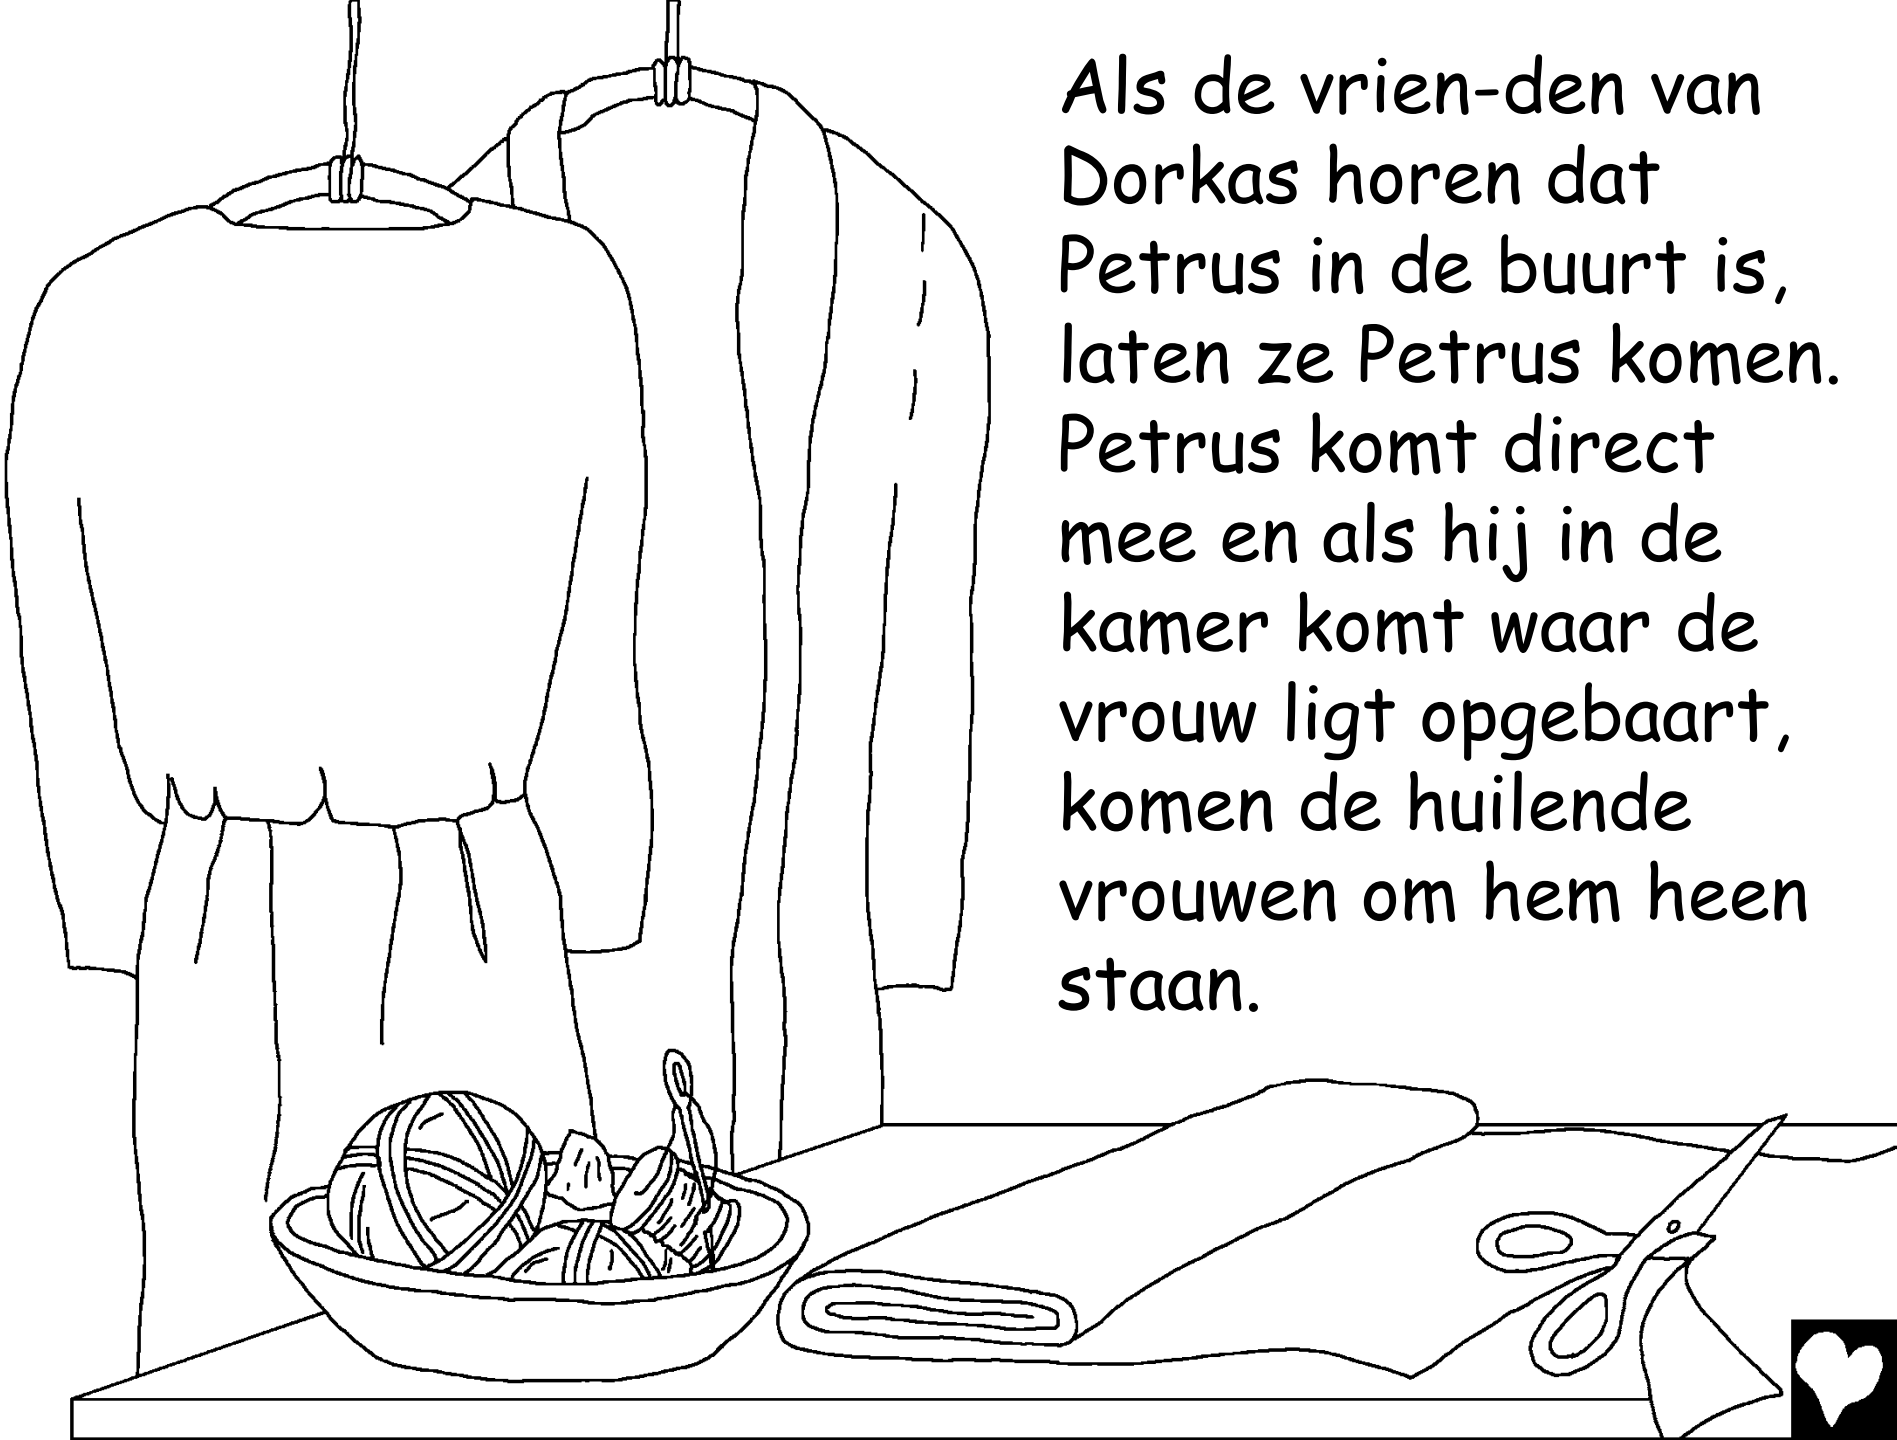 Als de vrien-den van
Dorkas horen dat
Petrus in de buurt is,
laten ze Petrus komen.
Petrus komt direct
mee en als hij in de
kamer komt waar de
vrouw ligt opgebaart,
komen de huilende
vrouwen om hem heen
staan.